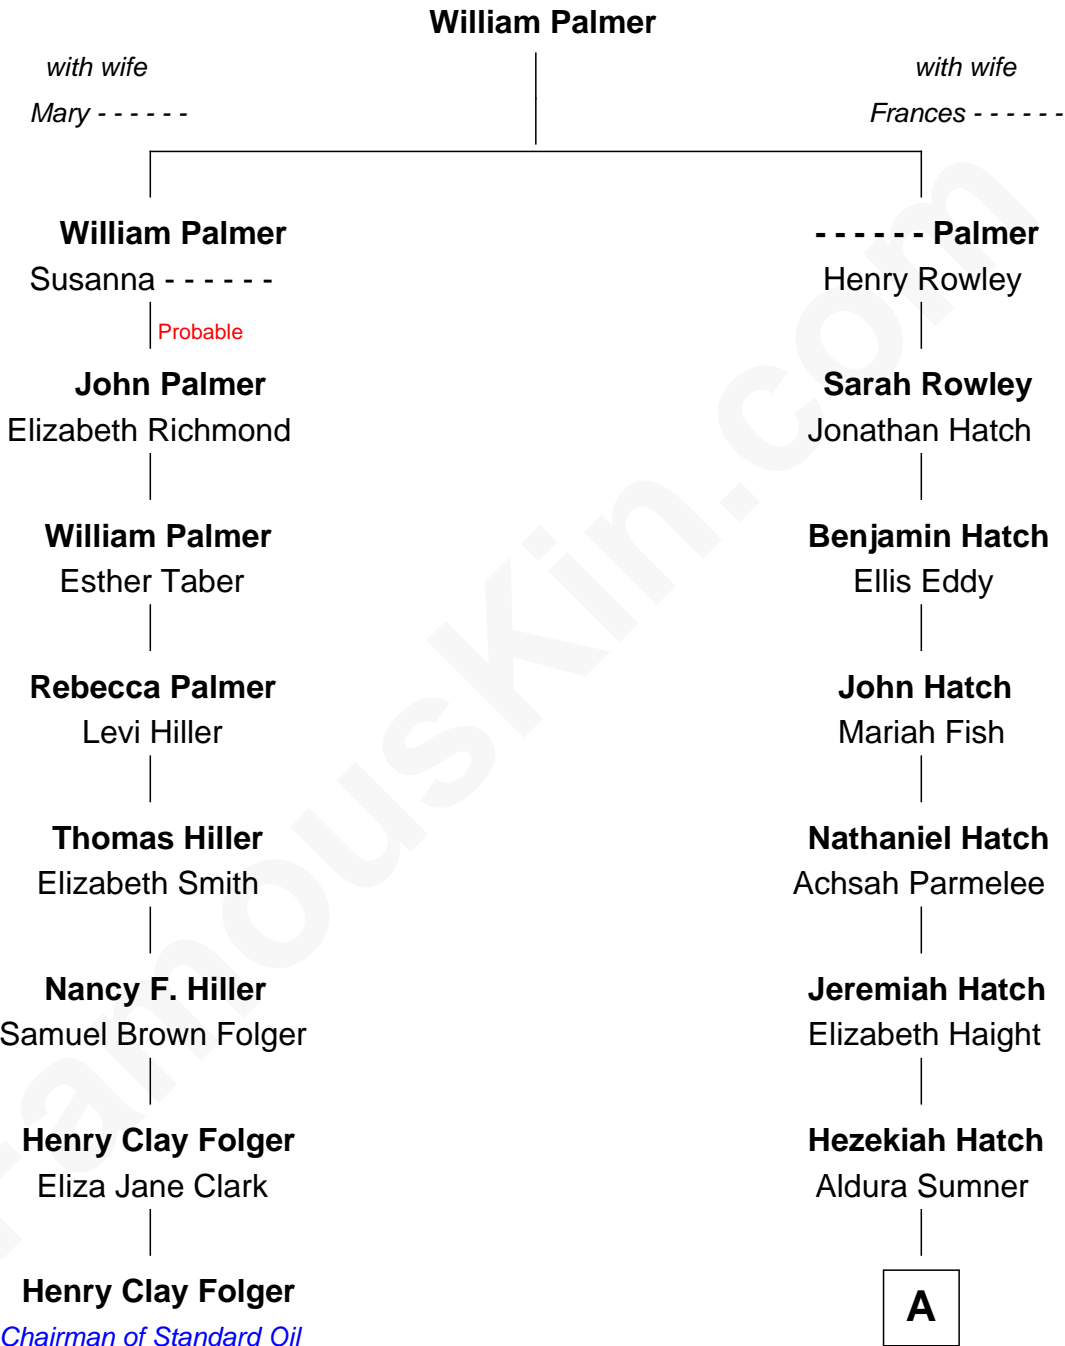 William Palmer
with wife
with wife
Mary - - - - - -
Frances - - - - - -
William Palmer
- - - - - - Palmer
Susanna - - - - - -
Henry Rowley
Probable
John Palmer
Sarah Rowley
Elizabeth Richmond
Jonathan Hatch
William Palmer
Benjamin Hatch
Esther Taber
Ellis Eddy
Rebecca Palmer
John Hatch
Levi Hiller
Mariah Fish
Thomas Hiller
Nathaniel Hatch
Elizabeth Smith
Achsah Parmelee
Nancy F. Hiller
Jeremiah Hatch
Samuel Brown Folger
Elizabeth Haight
Henry Clay Folger
Hezekiah Hatch
Eliza Jane Clark
Aldura Sumner
Henry Clay Folger
A
Chairman of Standard Oil
FamousKin.com